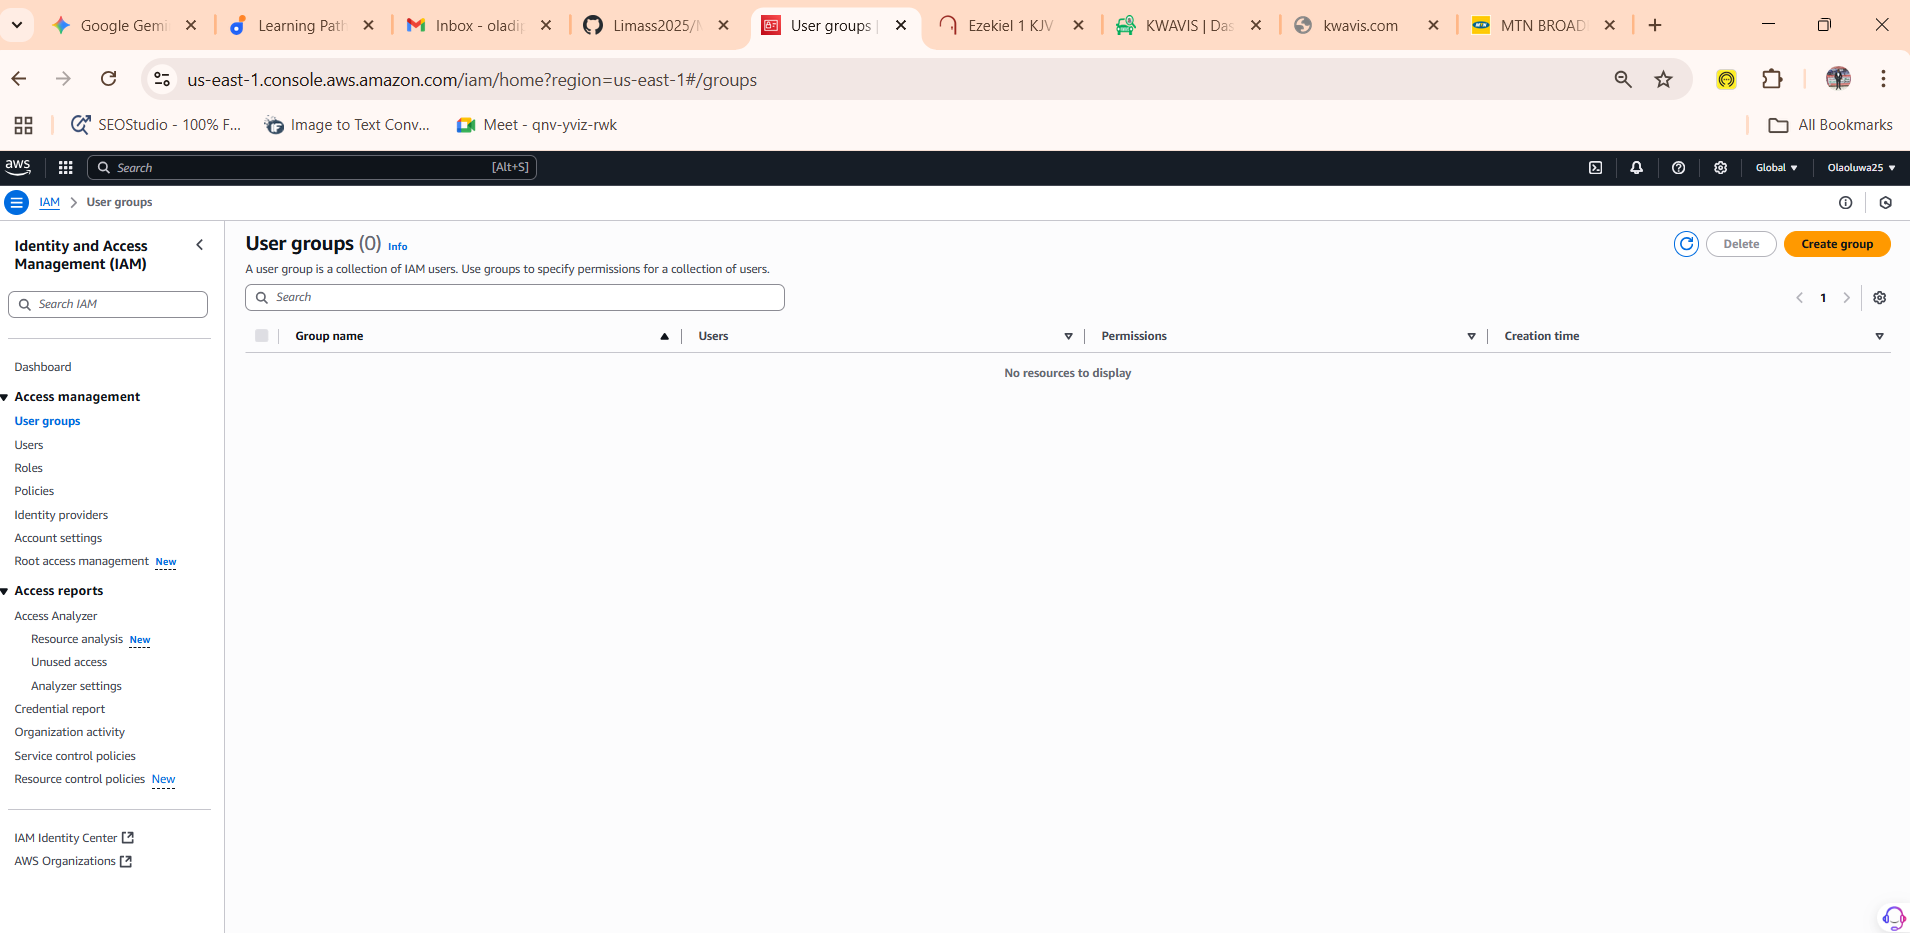 Google Gemi
Learning Path
Inbox - oladip
Limass2025/M
User groups |
Ezekiel 1 KJV
KWAVIS | Das
kwavis.com
MTN BROADB
us-east-1.console.aws.amazon.com/iam/home?region=us-east-1#/groups
SEOStudio - 100% F...
Image to Text Conv...
Meet - qnv-yviz-rwk
All Bookmarks
aws
Search
[Alt+S]
Global
Olaoluwa25
IAM
User groups
Identity and Access
Management (IAM)
Search IAM
Dashboard
Access management
User groups
Users
Roles
Policies
Identity providers
Account settings
Root access management New
Access reports
Access Analyzer
Resource analysis New
Unused access
Analyzer settings
Credential report
Organization activity
Service control policies
Resource control policies New
IAM Identity Center
AWS Organizations
User groups (0) Info
Delete
Create group
A user group is a collection of IAM users. Use groups to specify permissions for a collection of users.
Search
1
Group name
Users
Permissions
Creation time
No resources to display